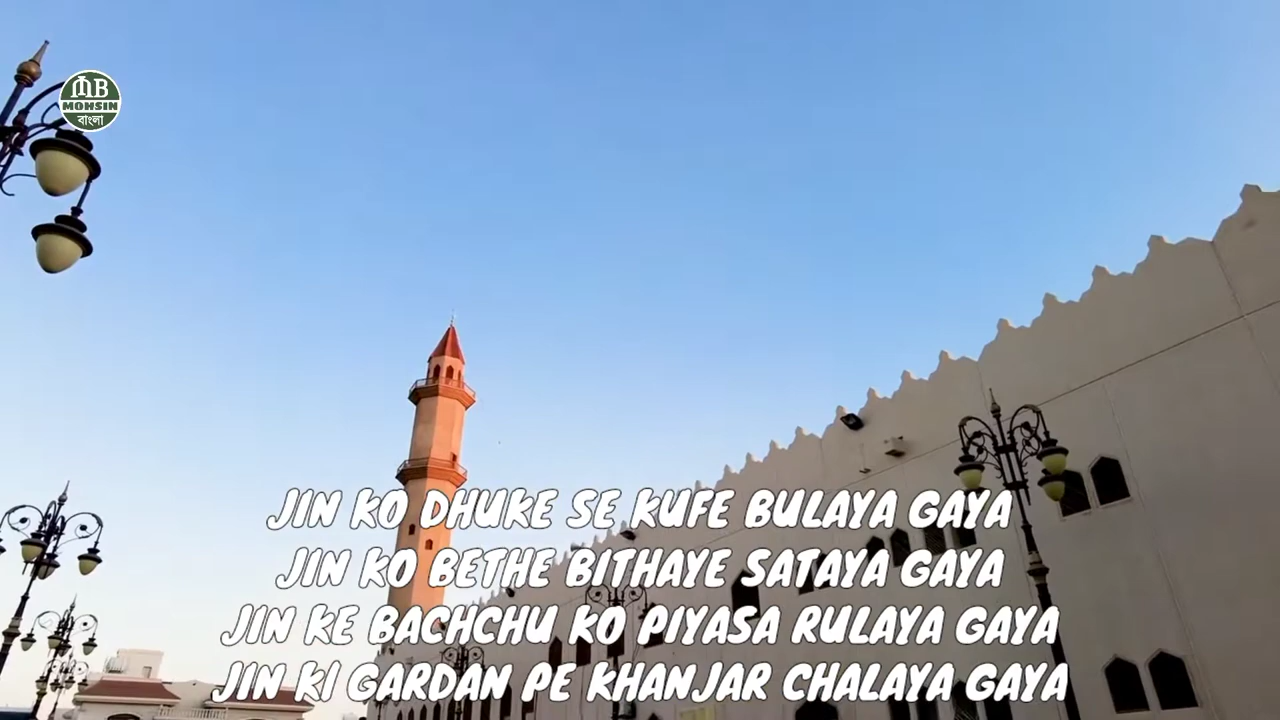 MB
MOHSIN
বাংলা
JIN KO DHUKE SE KUFE BULAYA GAYA
JIN KO BETHE BITHAYE SATAYA GAYA
JIN KE BACHCHU KO PIYASA RULAYA GAYA
JIN KI GARDAN PE KHANJAR CHALAYA GAYA